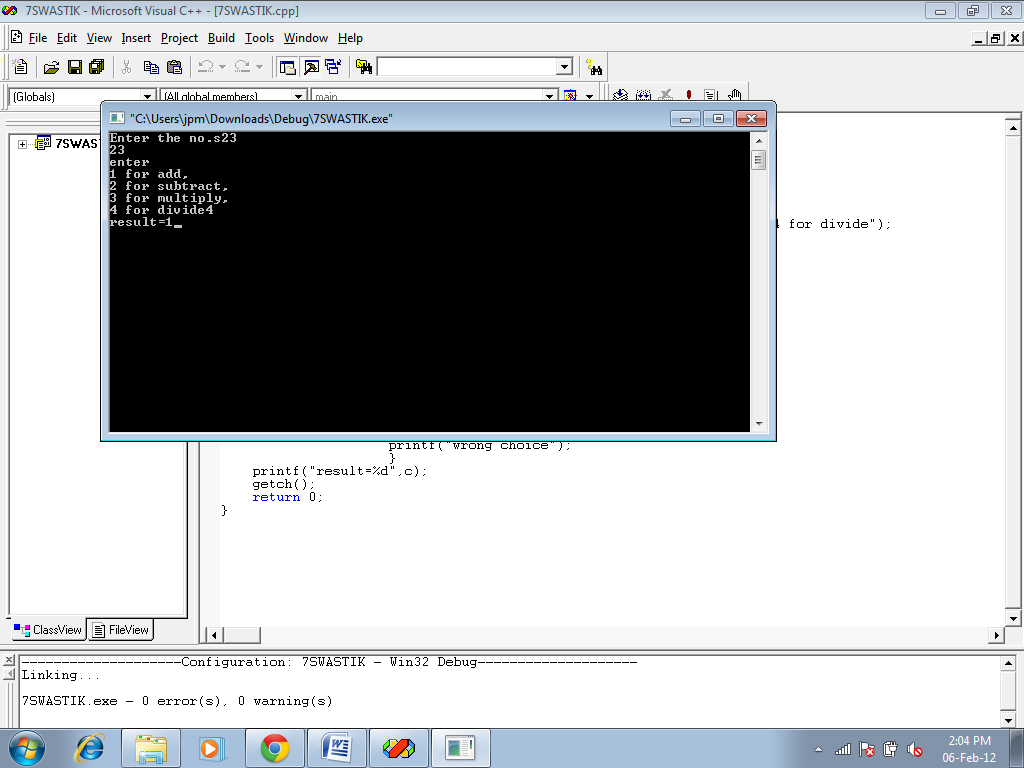 7SWASTIK - Microsoft Visual C++ - [7SWASTIK.cpp]
File Edit View Insert Project Build Tools Window Help
(Globals) (All global members) main
"C:\Users\jpm\Downloads\Debug\7SWASTIK.exe"
Enter the no.s23
23
enter
1 for add,
2 for subtract,
3 for multiply,
4 for divide4
result=1
7SWAST
for divide");
printf("wrong choice");
}
printf("result=%d",c);
getch();
return 0;
}
ClassView FileView
--------------------Configuration: 7SWASTIK - Win32 Debug--------------------
Linking...
7SWASTIK.exe - 0 error(s), 0 warning(s)
2:04 PM
06-Feb-12